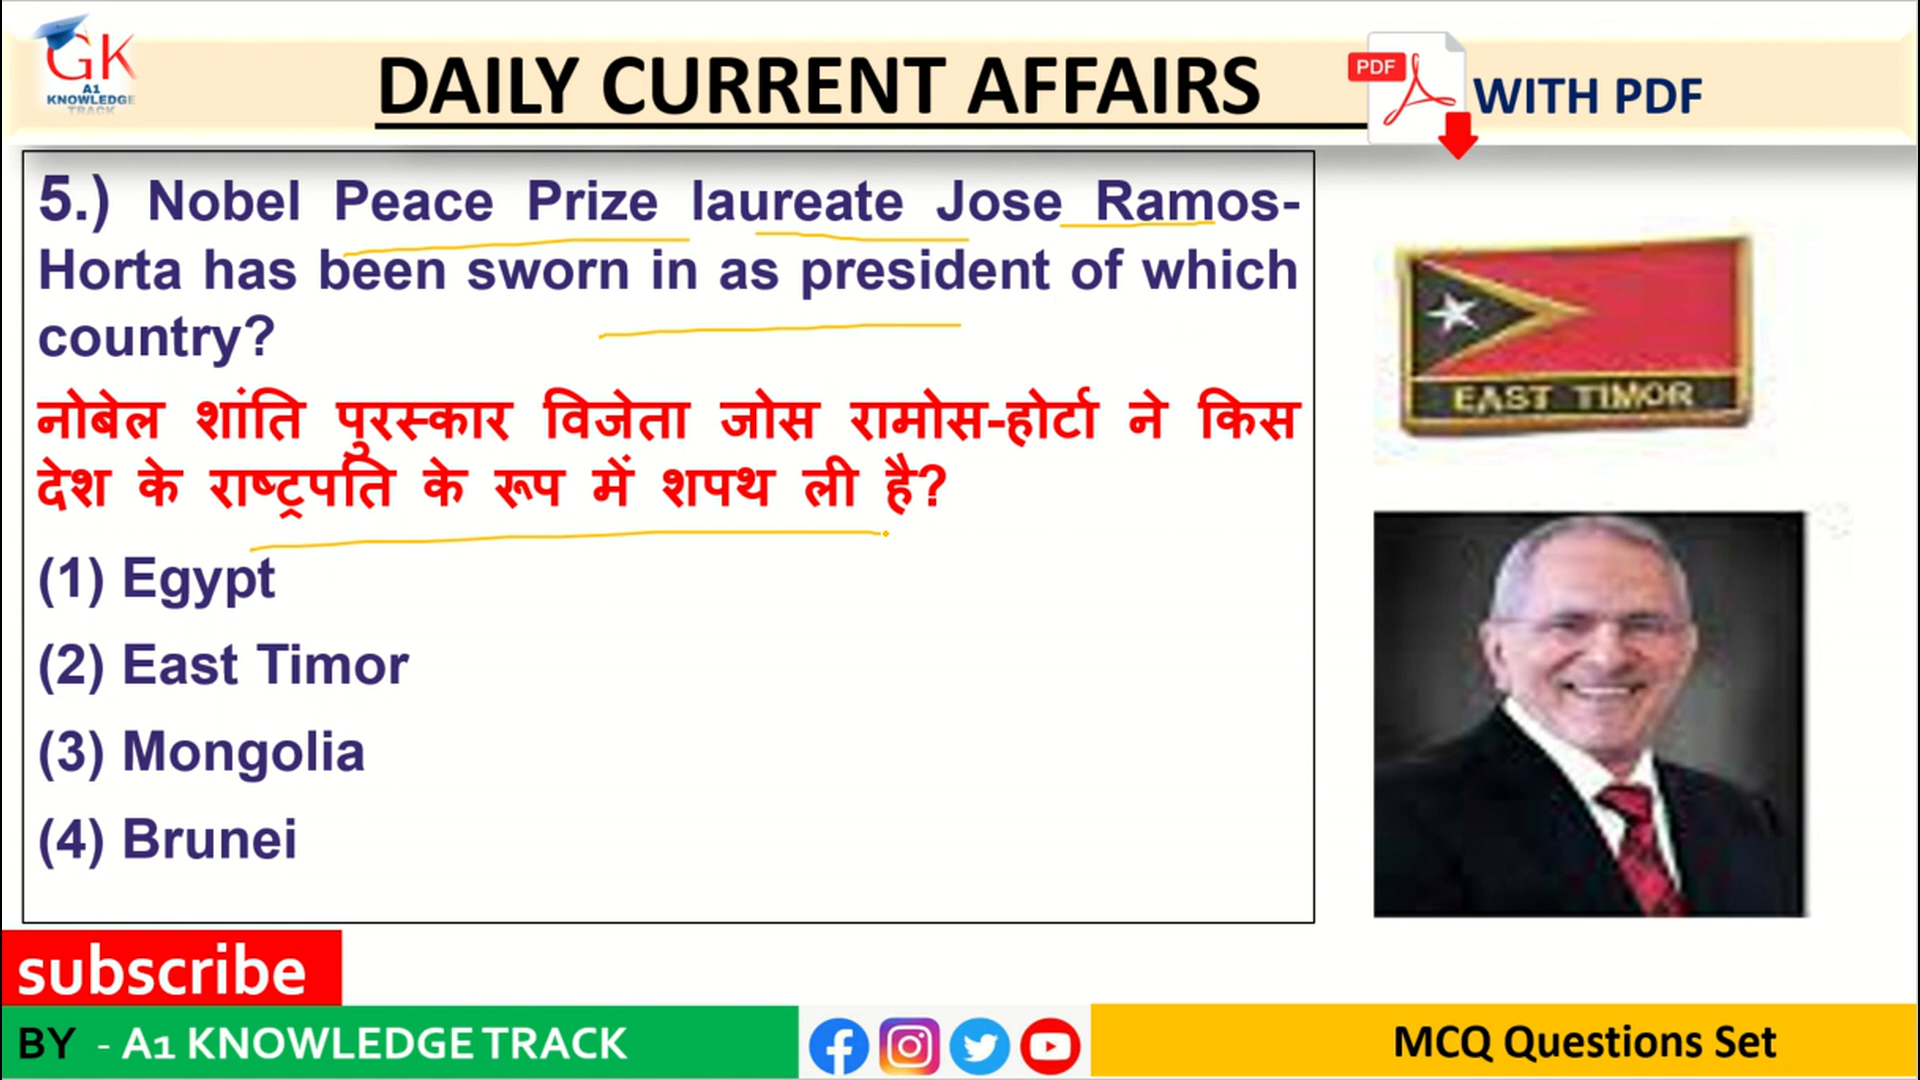 GK
A1
KNOWLEDGE
TRACK
DAILY CURRENT AFFAIRS
PDF
WITH PDF
5.) Nobel Peace Prize laureate Jose Ramos-
Horta has been sworn in as president of which
country?
नोबेल शांति पुरस्कार विजेता जोस रामोस-होर्टा ने किस
देश के राष्ट्रपति के रूप में शपथ ली है?
(1) Egypt
(2) East Timor
(3) Mongolia
(4) Brunei
EAST TIMOR
subscribe
BY - A1 KNOWLEDGE TRACK
MCQ Questions Set